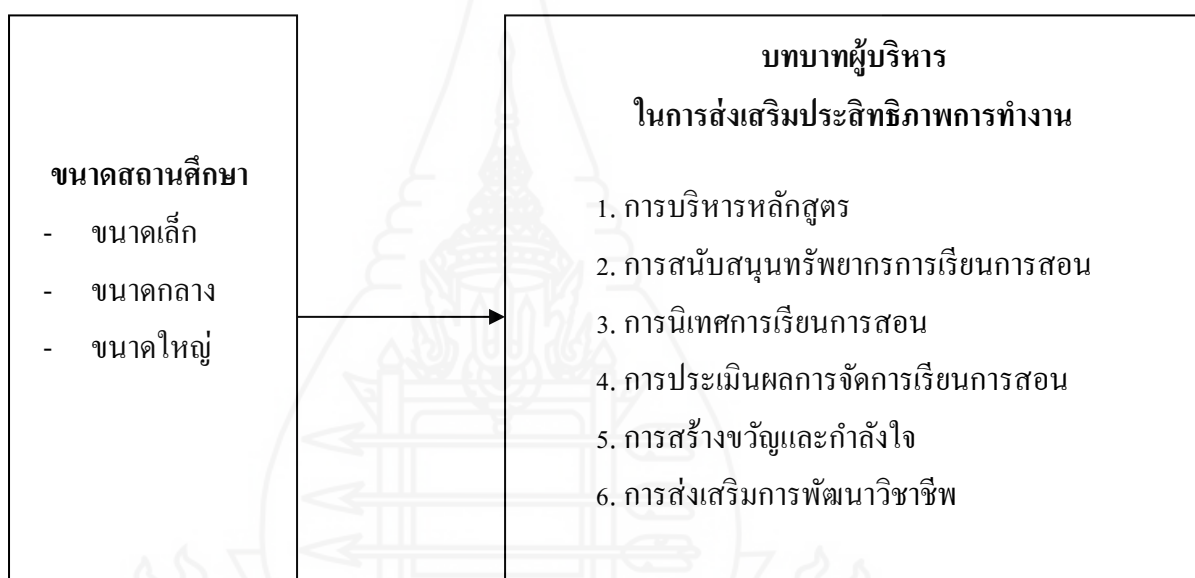 ขนาดสถานศึกษา
- ขนาดเล็ก
- ขนาดกลาง
- ขนาดใหญ่
บทบาทผู้บริหาร
ในการส่งเสริมประสิทธิภาพการทำงาน
1. การบริหารหลักสูตร
2. การสนับสนุนทรัพยากรการเรียนการสอน
3. การนิเทศการเรียนการสอน
4. การประเมินผลการจัดการเรียนการสอน
5. การสร้างขวัญและกำลังใจ
6. การส่งเสริมการพัฒนาวิชาชีพ